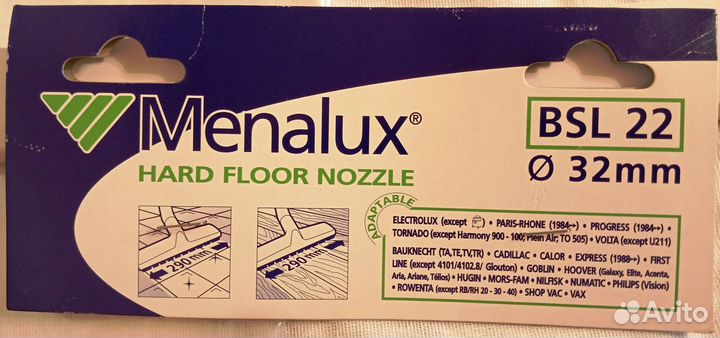 Menalux®
HARD FLOOR NOZZLE
BSL 22
Ø 32mm
290 mm
290 mm
ADAPTABLE
ELECTROLUX (except ) • PARIS-RHONE (1984→) • PROGRESS (1984→) •
TORNADO (except Harmony 900 - 100, Plein Air, TO 505) • VOLTA (except U211)
BAUKNECHT (TA,TE,TV,TR) • CADILLAC • CALOR • EXPRESS (1988→) • FIRST
LINE (except 4101/4102.8/ Glouton) • GOBLIN • HOOVER (Galaxy, Elite, Acenta,
Aria, Ariane, Télios) • HUGIN • MORS-FAM • NILFISK • NUMATIC • PHILIPS (Vision)
• ROWENTA (except RB/RH 20 - 30 - 40) • SHOP VAC • VAX
Avito